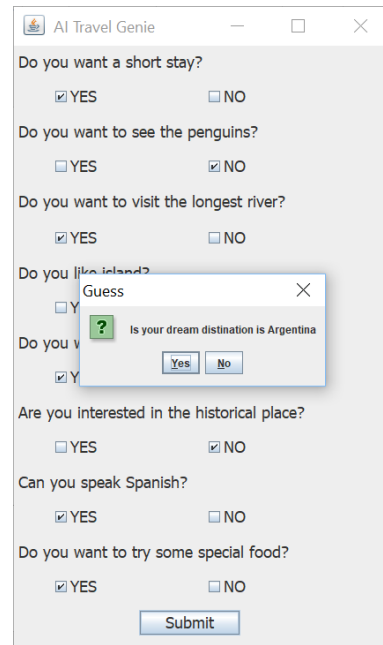 AI Travel Genie
Do you want a short stay?
YES NO
Do you want to see the penguins?
YES NO
Do you want to visit the longest river?
YES NO
Do you like island?
Guess
Is your dream distination is Argentina
Yes No
Do you
Are you interested in the historical place?
YES NO
Can you speak Spanish?
YES NO
Do you want to try some special food?
YES NO
Submit